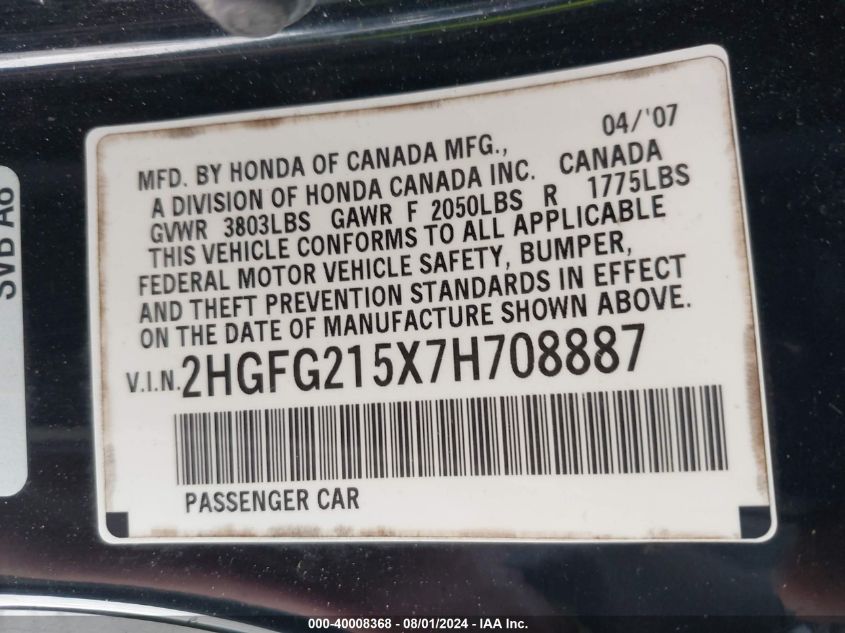 04/'07
MFD. BY HONDA OF CANADA MFG.,
A DIVISION OF HONDA CANADA INC. CANADA
GVWR 3803LBS GAWR F 2050LBS R 1775LBS
THIS VEHICLE CONFORMS TO ALL APPLICABLE
FEDERAL MOTOR VEHICLE SAFETY, BUMPER,
AND THEFT PREVENTION STANDARDS IN EFFECT
ON THE DATE OF MANUFACTURE SHOWN ABOVE.
V.I.N. 2HGFG215X7H708887
PASSENGER CAR
SVB A6
000-40008368 - 08/01/2024 - IAA Inc.